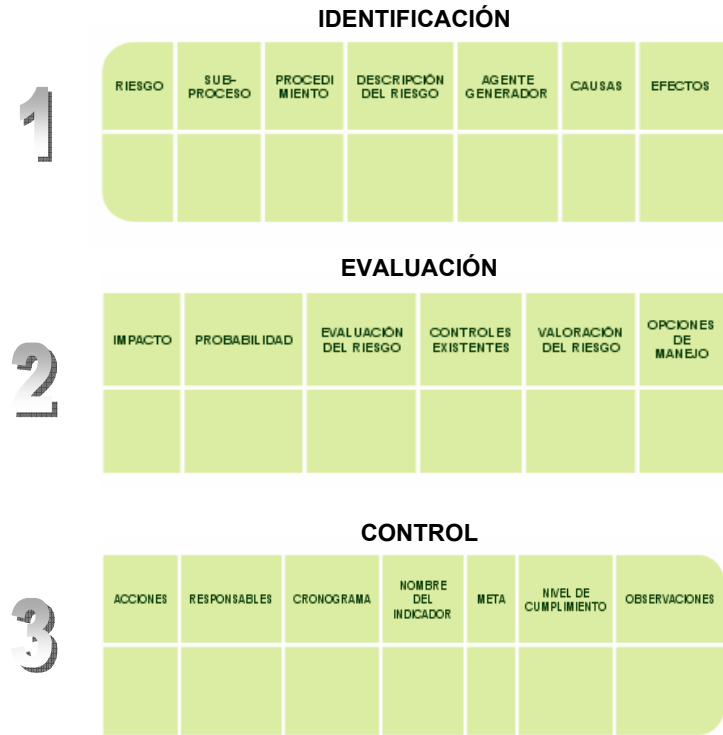 IDENTIFICACIÓN
1
RIESGO
SUB-
PROCESO
PROCEDI
MIENTO
DESCRIPCIÓN
DEL RIESGO
AGENTE
GENERADOR
CAUSAS
EFECTOS
EVALUACIÓN
2
IMPACTO
PROBABILIDAD
EVALUACIÓN
DEL RIESGO
CONTROLES
EXISTENTES
VALORACIÓN
DEL RIESGO
OPCIONES
DE
MANEJO
CONTROL
3
ACCIONES
RESPONSABLES
CRONOGRAMA
NOMBRE
DEL
INDICADOR
META
NIVEL DE
CUMPLIMIENTO
OBSERVACIONES